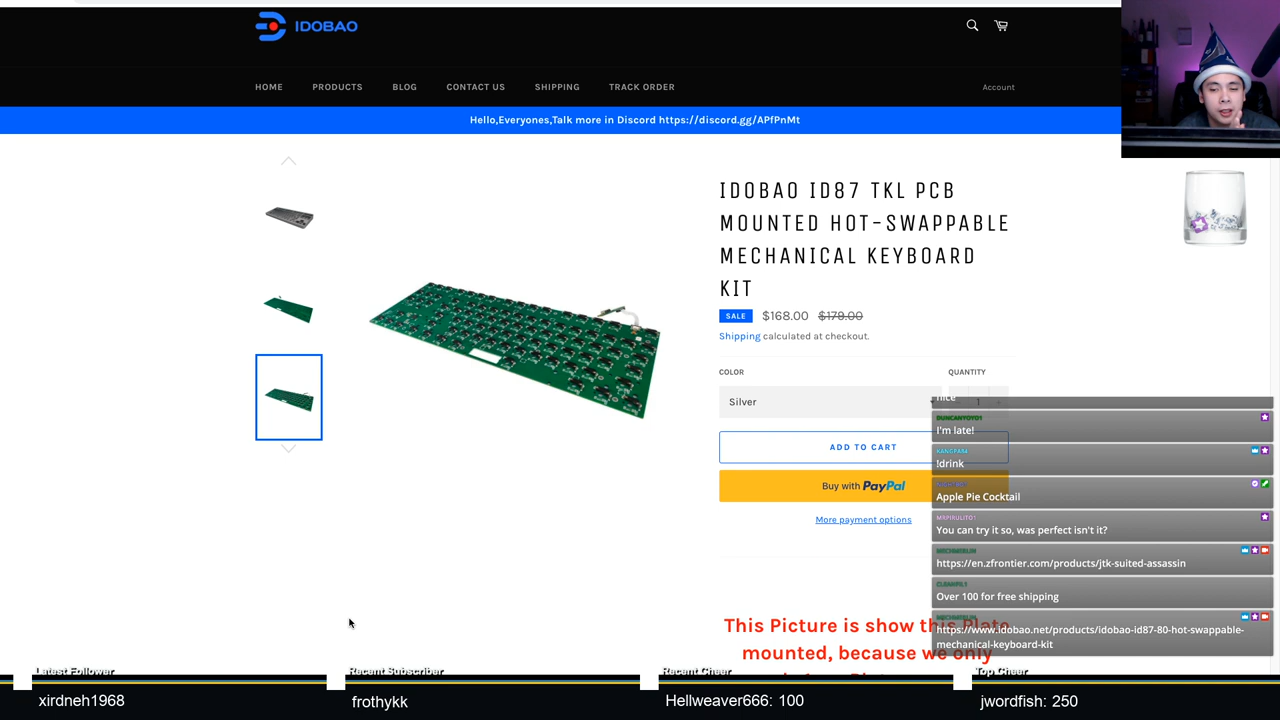 IDOBAO
HOME PRODUCTS BLOG CONTACT US SHIPPING TRACK ORDER
Account
Hello,Everyones,Talk more in Discord https://discord.gg/APfPnMt
IDOBAO ID87 TKL PCB
MOUNTED HOT-SWAPPABLE
MECHANICAL KEYBOARD
KIT
SALE $168.00 $179.00
Shipping calculated at checkout.
COLOR QUANTITY
Silver 1
ADD TO CART
Buy with PayPal
More payment options
This Picture is show this Plate
mounted, because we only
nice
DUNCANYOYO1
I'm late!
!drink
Apple Pie Cocktail
MRPIRULITO1
You can try it so, was perfect isn't it?
MECHMERLIN
https://en.zfrontier.com/products/jtk-suited-assassin
Over 100 for free shipping
MECHMERLIN
https://www.idobao.net/products/idobao-id87-80-hot-swappable-
mechanical-keyboard-kit
Latest Follower Recent Subscriber Recent Cheer Top Cheer
xirdneh1968 frothykk Hellweaver666: 100 jwordfish: 250